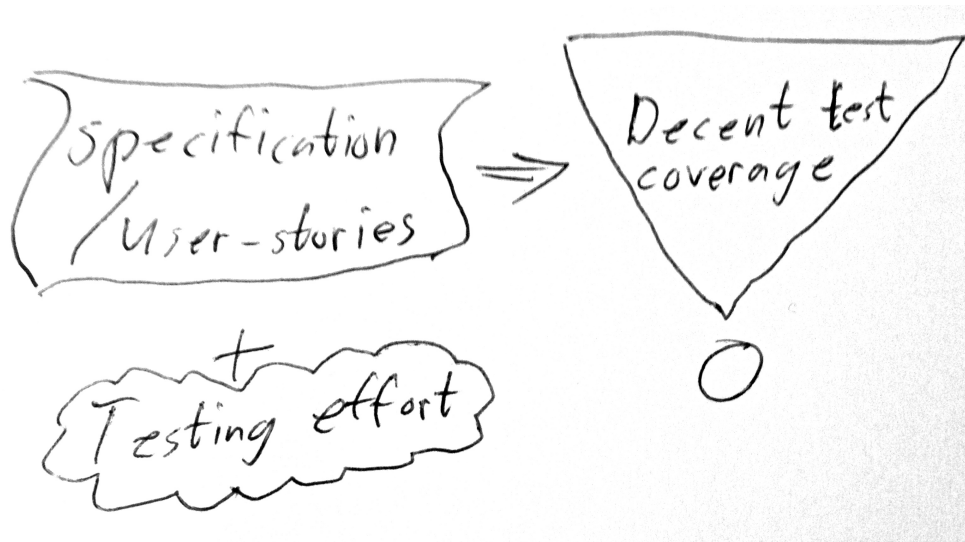 Specification
/ User-stories
+
Testing effort
⇒
Decent test
coverage